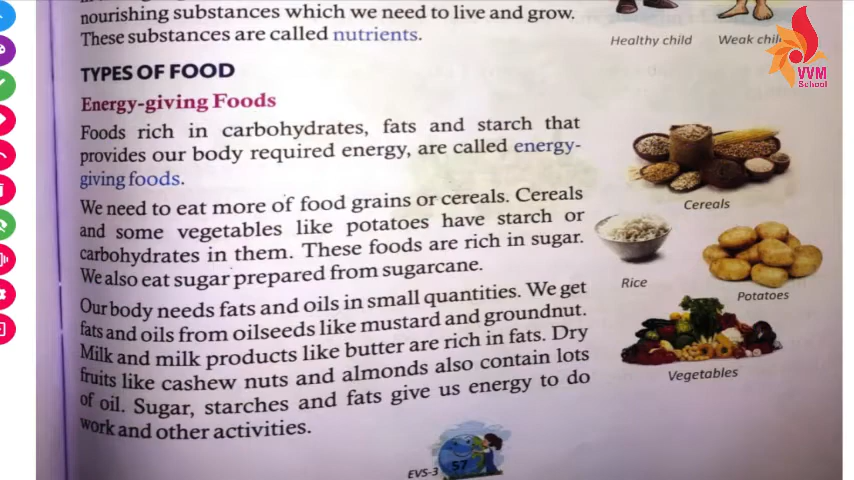 nourishing substances which we need to live and grow.
These substances are called nutrients.
Healthy child Weak chil
VVM
School
TYPES OF FOOD
Energy-giving Foods
Foods rich in carbohydrates, fats and starch that
provides our body required energy, are called energy-
giving foods.
We need to eat more of food grains or cereals. Cereals
and some vegetables like potatoes have starch or
carbohydrates in them. These foods are rich in sugar.
We also eat sugar prepared from sugarcane.
Our body needs fats and oils in small quantities. We get
fats and oils from oilseeds like mustard and groundnut.
Milk and milk products like butter are rich in fats. Dry
fruits like cashew nuts and almonds also contain lots
of oil. Sugar, starches and fats give us energy to do
work and other activities.
Cereals
Rice
Potatoes
Vegetables
EVS-3 57